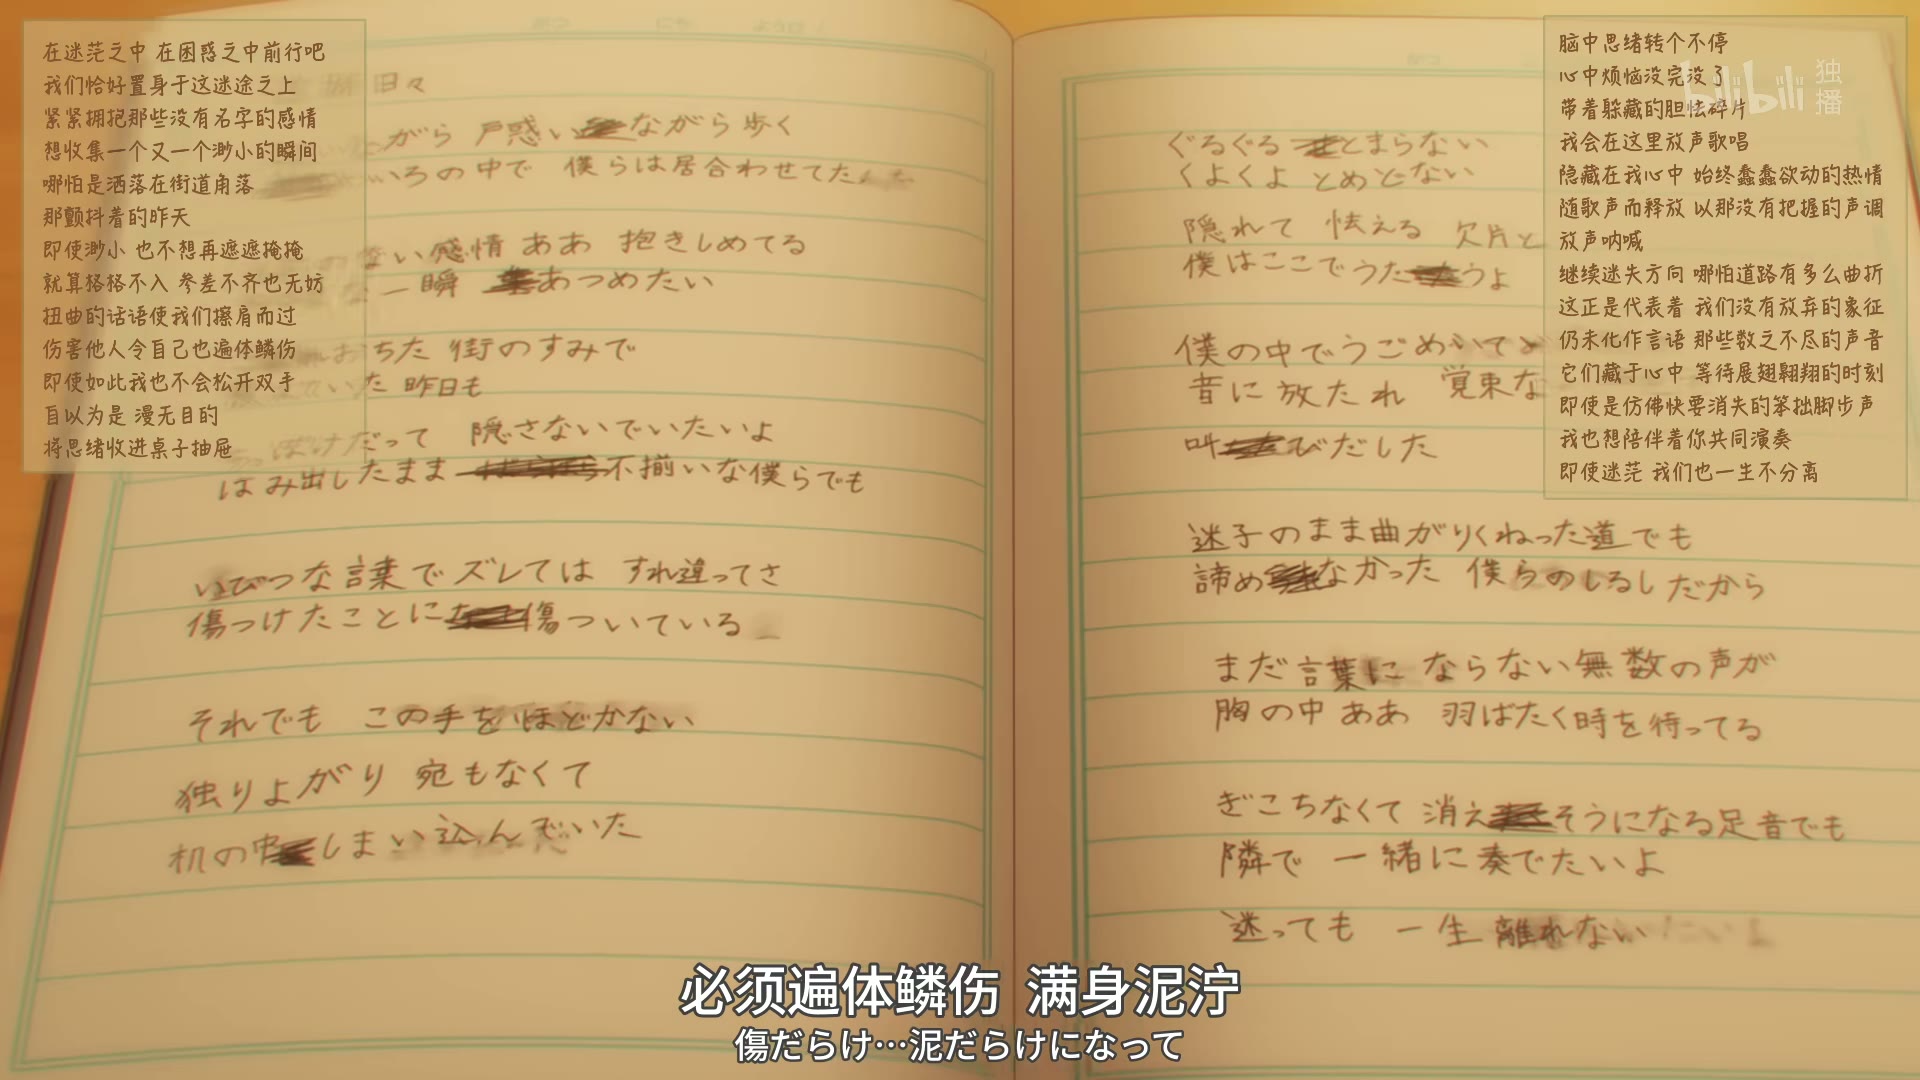 在迷茫之中 在困惑之中前行吧
我们恰好置身于这迷途之上
紧紧拥抱那些没有名字的感情
想收集一个又一个渺小的瞬间
哪怕是洒落在街道角落
那颤抖着的昨天
即使渺小 也不想再遮遮掩掩
就算格格不入 参差不齐也无妨
扭曲的话语使我们擦肩而过
伤害他人令自己也遍体鳞伤
即使如此我也不会松开双手
自以为是 漫无目的
将思绪收进桌子抽屉
日々
がら 戸惑いながら歩く
いろの中で 僕らは居合わせてた
ない感情 ああ 抱きしめてる
な一瞬 あつめたい
おちた 街のすみで
いた 昨日も
ぽけだって 隠さないでいたいよ
はみ出したまま 不揃いな僕らでも
いびつな言葉でズレては すれ違ってさ
傷つけたことに傷ついている
それでも この手をほどかない
独りよがり 宛もなくて
机の中しまい込んでいた
脑中思绪转个不停
心中烦恼没完没了
带着躲藏的胆怯碎片
我会在这里放声歌唱
隐藏在我心中 始终蠢蠢欲动的热情
随歌声而释放 以那没有把握的声调
放声呐喊
继续迷失方向 哪怕道路有多么曲折
这正是代表着 我们没有放弃的象征
仍未化作言语 那些数之不尽的声音
它们藏于心中 等待展翅翱翔的时刻
即使是仿佛快要消失的笨拙脚步声
我也想陪伴着你共同演奏
即使迷茫 我们也一生不分离
bilibili 独播
ぐるぐる とまらない
くよくよ とめどない
隠れて 怯える 欠片と
僕はここでうたうよ
僕の中でうごめいて
音に放たれ 覚束な
叫びだした
迷子のまま曲がりくねった道でも
諦めなかった 僕らのしるしだから
まだ言葉に ならない無数の声が
胸の中 ああ 羽ばたく時を待ってる
ぎこちなくて 消えそうになる足音でも
隣で 一緒に奏でたいよ
迷っても 一生 離れない
必须遍体鳞伤 满身泥泞
傷だらけ…泥だらけになって